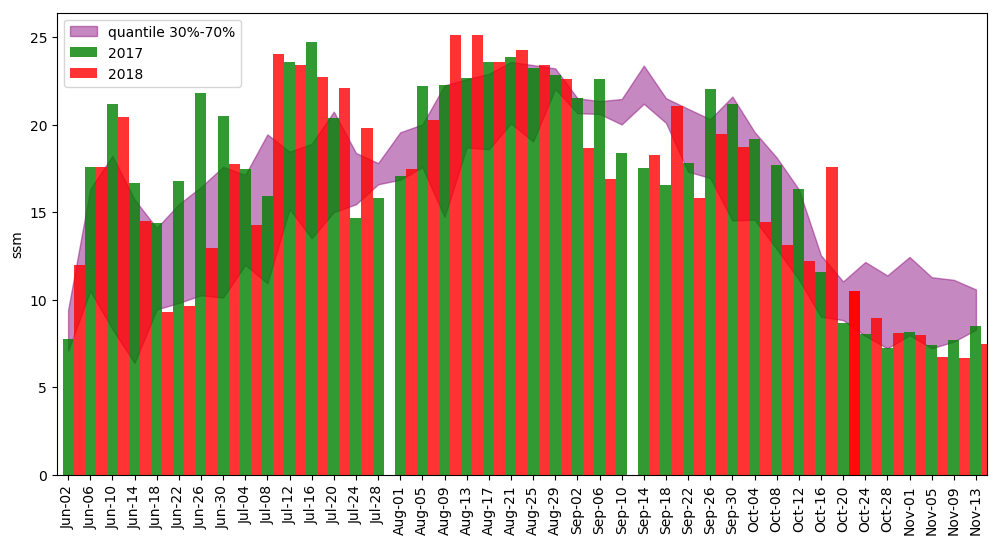 quantile 30%-70%
2017
2018
25
20
15
10
5
0
ssm
Jun-02
Jun-06
Jun-10
Jun-14
Jun-18
Jun-22
Jun-26
Jun-30
Jul-04
Jul-08
Jul-12
Jul-16
Jul-20
Jul-24
Jul-28
Aug-01
Aug-05
Aug-09
Aug-13
Aug-17
Aug-21
Aug-25
Aug-29
Sep-02
Sep-06
Sep-10
Sep-14
Sep-18
Sep-22
Sep-26
Sep-30
Oct-04
Oct-08
Oct-12
Oct-16
Oct-20
Oct-24
Oct-28
Nov-01
Nov-05
Nov-09
Nov-13